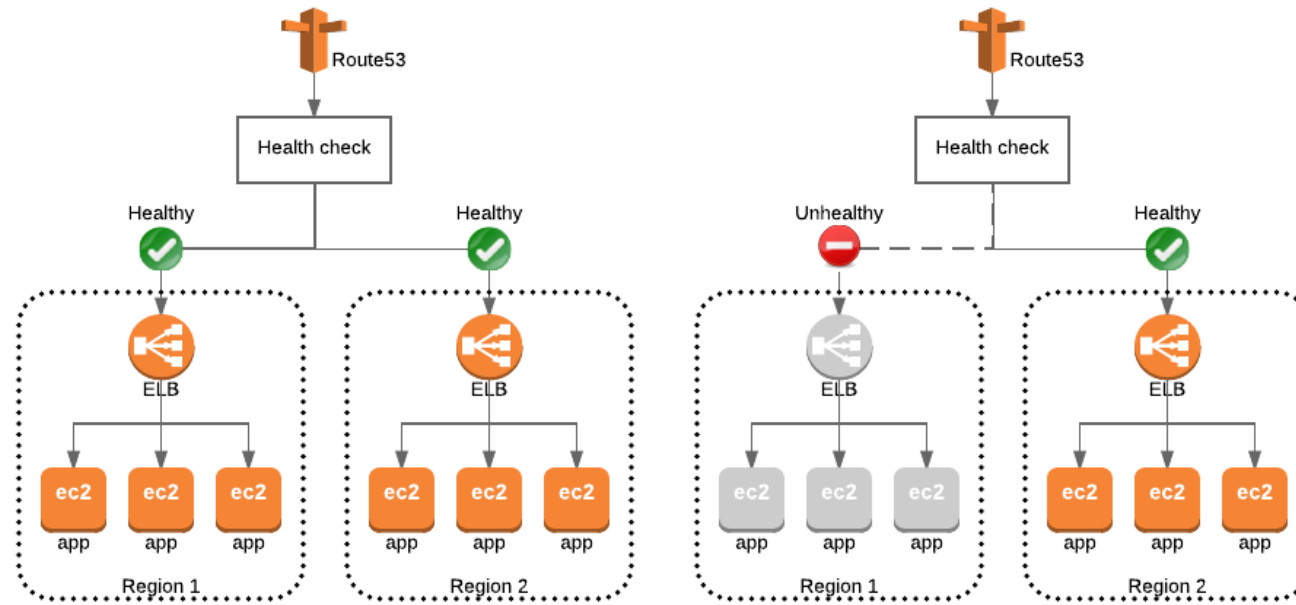 Route53
Route53
Health check
Health check
Healthy
Healthy
Unhealthy
Healthy
ELB
ELB
ELB
ELB
ec2
ec2
ec2
ec2
ec2
ec2
ec2
ec2
ec2
ec2
ec2
ec2
app
app
app
app
app
app
app
app
app
app
app
app
Region 1
Region 2
Region 1
Region 2